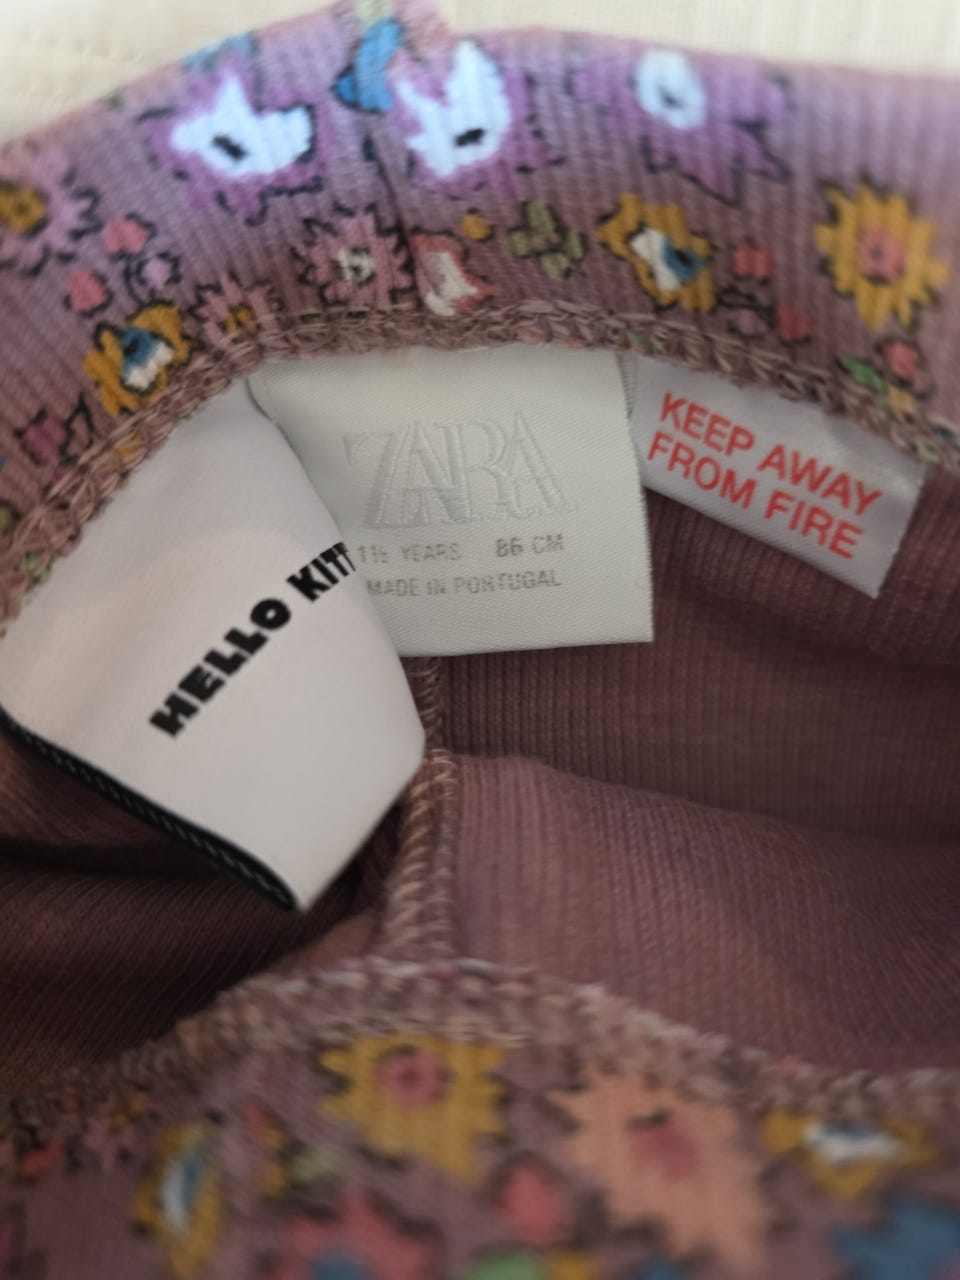 HELLO KITT
ZARA
1½ YEARS 86 CM
MADE IN PORTUGAL
KEEP AWAY
FROM FIRE